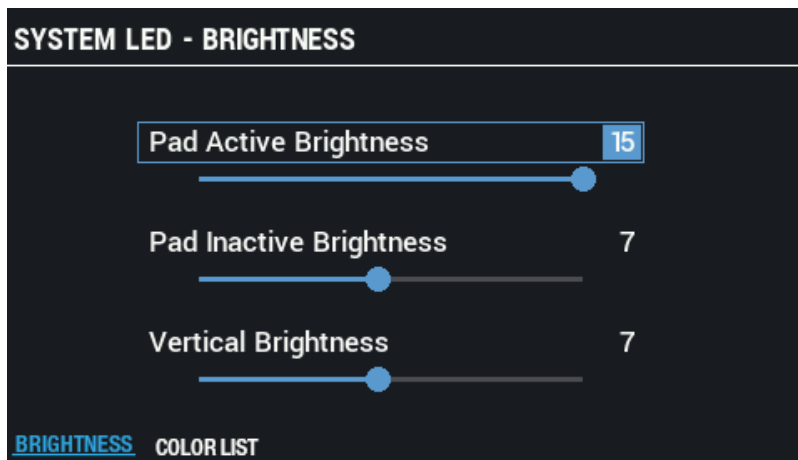 SYSTEM LED - BRIGHTNESS
Pad Active Brightness 15
Pad Inactive Brightness 7
Vertical Brightness 7
BRIGHTNESS COLOR LIST